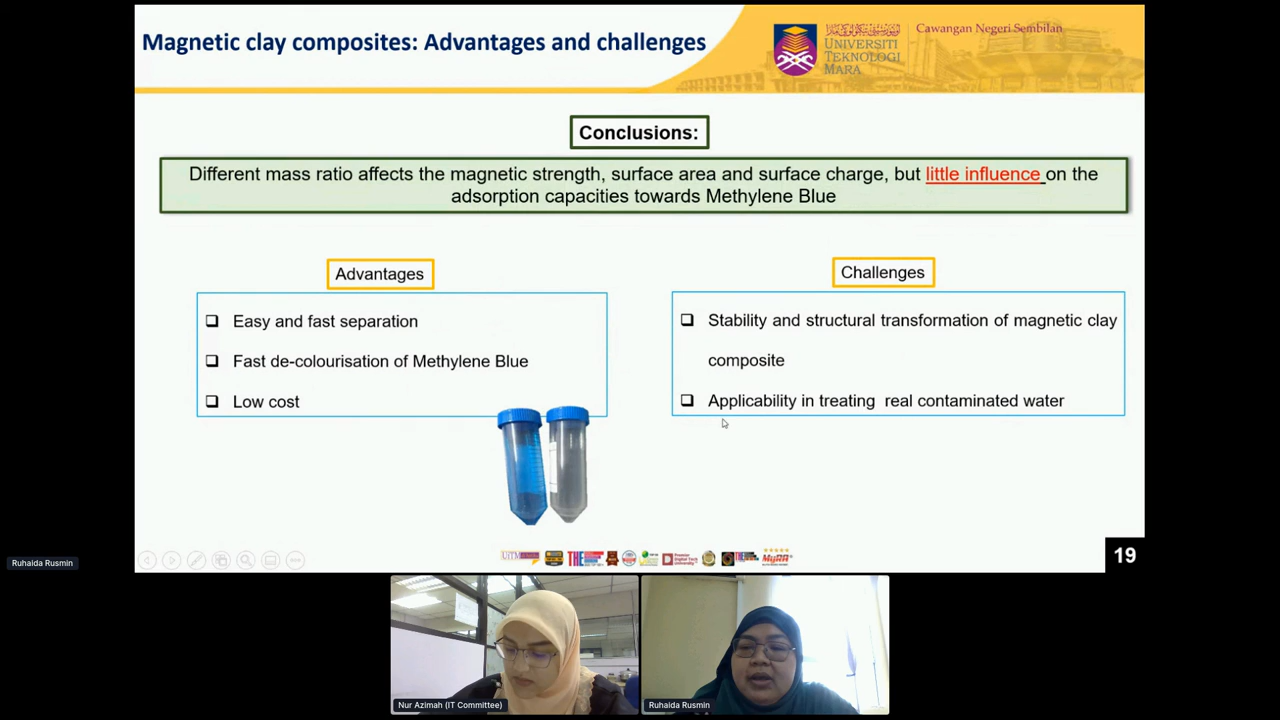 Magnetic clay composites: Advantages and challenges
UNIVERSITI
TEKNOLOGI
MARA
Cawangan Negeri Sembilan
Conclusions:
Different mass ratio affects the magnetic strength, surface area and surface charge, but little influence on the
adsorption capacities towards Methylene Blue
Advantages
Easy and fast separation
Fast de-colourisation of Methylene Blue
Low cost
Challenges
Stability and structural transformation of magnetic clay
composite
Applicability in treating real contaminated water
19
Ruhaida Rusmin
Nur Azimah (IT Committee)
Ruhaida Rusmin